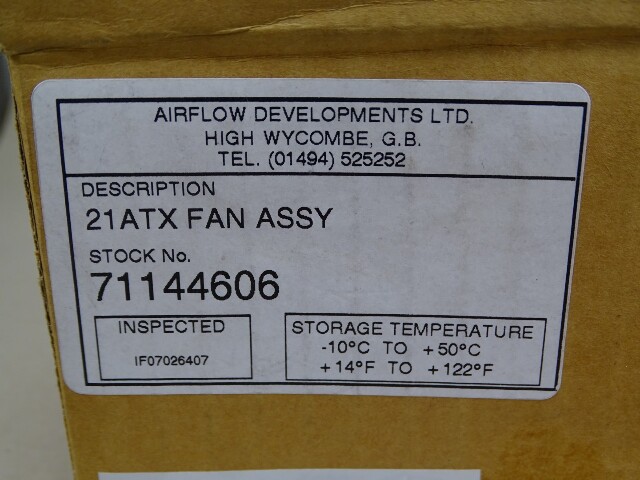 AIRFLOW DEVELOPMENTS LTD.
HIGH WYCOMBE, G.B.
TEL. (01494) 525252
DESCRIPTION
21ATX FAN ASSY
STOCK No.
71144606
INSPECTED
IF07026407
STORAGE TEMPERATURE
-10°C TO +50°C
+14°F TO +122°F